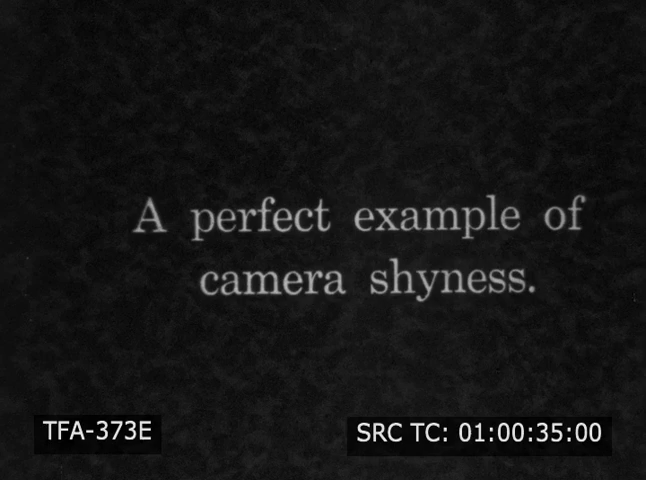 A perfect example of
camera shyness.
TFA-373E
SRC TC: 01:00:35:00